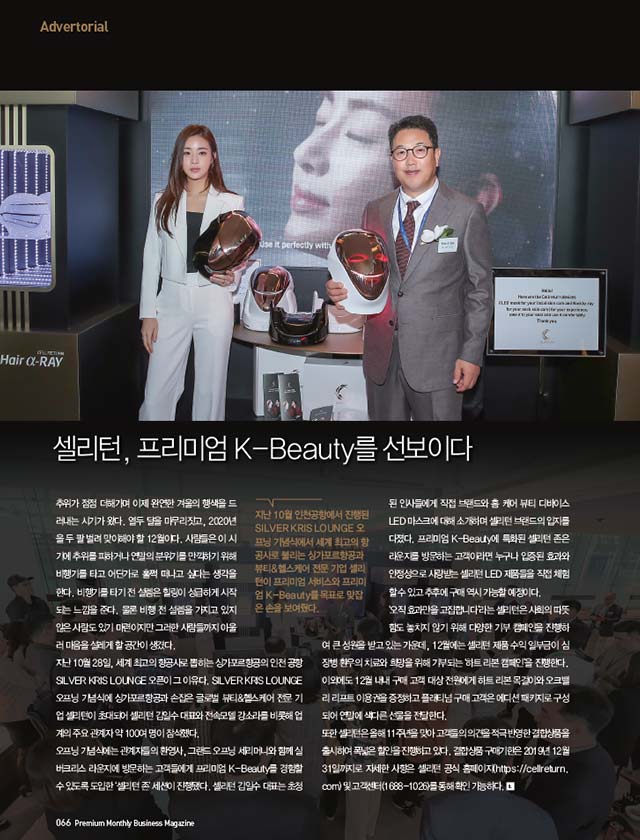 Advertorial
use it perfectly with
CELLRETURN
Hair α-RAY
Hello!
Here are the Cellreturn devices
Thank you.
셀리턴, 프리미엄 K-Beauty를 선보이다
추위가 점점 더해가며 이제 완연한 겨울의 행색을 드
러내는 시기가 왔다. 열두 달을 마무리짓고, 2020년
을 두 팔 벌려 맞이해야 할 12월이다. 사람들은 이 시
기에 추위를 피하거나 연말의 분위기를 만끽하기 위해
비행기를 타고 어딘가로 훌쩍 떠나고 싶다는 생각을
한다. 비행기를 타기 전 설렘은 힐링이 성급하게 시작
되는 느낌을 준다. 물론 비행 전 설렘을 가지고 있지
않은 사람도 있기 마련이지만 그러한 사람들까지 아울
러 마음을 설레게 할 공간이 생겼다.
지난 10월 28일, 세계 최고의 항공사로 뽑히는 싱가포르항공의 인천 공항
SILVER KRIS LOUNGE 오픈이 그 이유다. SILVER KRIS LOUNGE
오프닝 기념식에 싱가포르항공과 손잡은 글로벌 뷰티&헬스케어 전문 기
업 셀리턴이 초대되어 셀리턴 김일수 대표와 전속모델 강소라를 비롯해 업
계의 주요 관계자 약 100여 명이 참석했다.
오프닝 기념식에는 관계자들의 환영사, 그랜드 오프닝 세리머니와 함께 실
버크리스 라운지에 방문하는 고객들에게 프리미엄 K-Beauty를 경험할
수 있도록 도입한 '셀리턴 존' 세션이 진행됐다. 셀리턴 김일수 대표는 초청
지난 10월 인천공항에서 진행된
SILVER KRIS LOUNGE 오
프닝 기념식에서 세계 최고의 항
공사로 불리는 싱가포르항공과
뷰티&헬스케어 전문 기업 셀리
턴이 프리미엄 서비스와 프리미
엄 K-Beauty를 목표로 맞잡
은 손을 보여줬다.
된 인사들에게 직접 브랜드와 홈 케어 뷰티 디바이스
LED 마스크에 대해 소개하며 셀리턴 브랜드의 입지를
다졌다. 프리미엄 K-Beauty에 특화된 셀리턴 존은
라운지를 방문하는 고객이라면 누구나 입증된 효과와
안정성으로 사랑받는 셀리턴 LED 제품들을 직접 체험
할 수 있고 추후에 구매 역시 가능할 예정이다.
'오직 효과만을 고집합니다'라는 셀리턴은 사회의 따뜻
함도 놓치지 않기 위해 다양한 기부 캠페인을 진행하
여 큰 성원을 받고 있는 가운데, 12월에는 셀리턴 제품 수익 일부금이 심
장병 환우의 치료와 희망을 위해 기부되는 '하트 리본 캠페인'을 진행한다.
이외에도 12월 내내 구매 고객 대상 전원에게 하트 리본 목걸이와 오크밸
리 리프트 이용권을 증정하고 플래티넘 구매 고객은 에디션 패키지로 구성
되어 연말에 색다른 선물을 전달한다.
또한 셀리턴은 올해 11주년을 맞아 고객들의 의견을 적극 반영한 결합상품을
출시하여 폭넓은 할인을 진행하고 있다. 결합상품 구매기한은 2019년 12월
31일까지로 자세한 사항은 셀리턴 공식 홈페이지(https://cellreturn.
com) 및 고객센터(1688-1026)를 통해 확인 가능하다. L
066 Premium Monthly Business Magazine